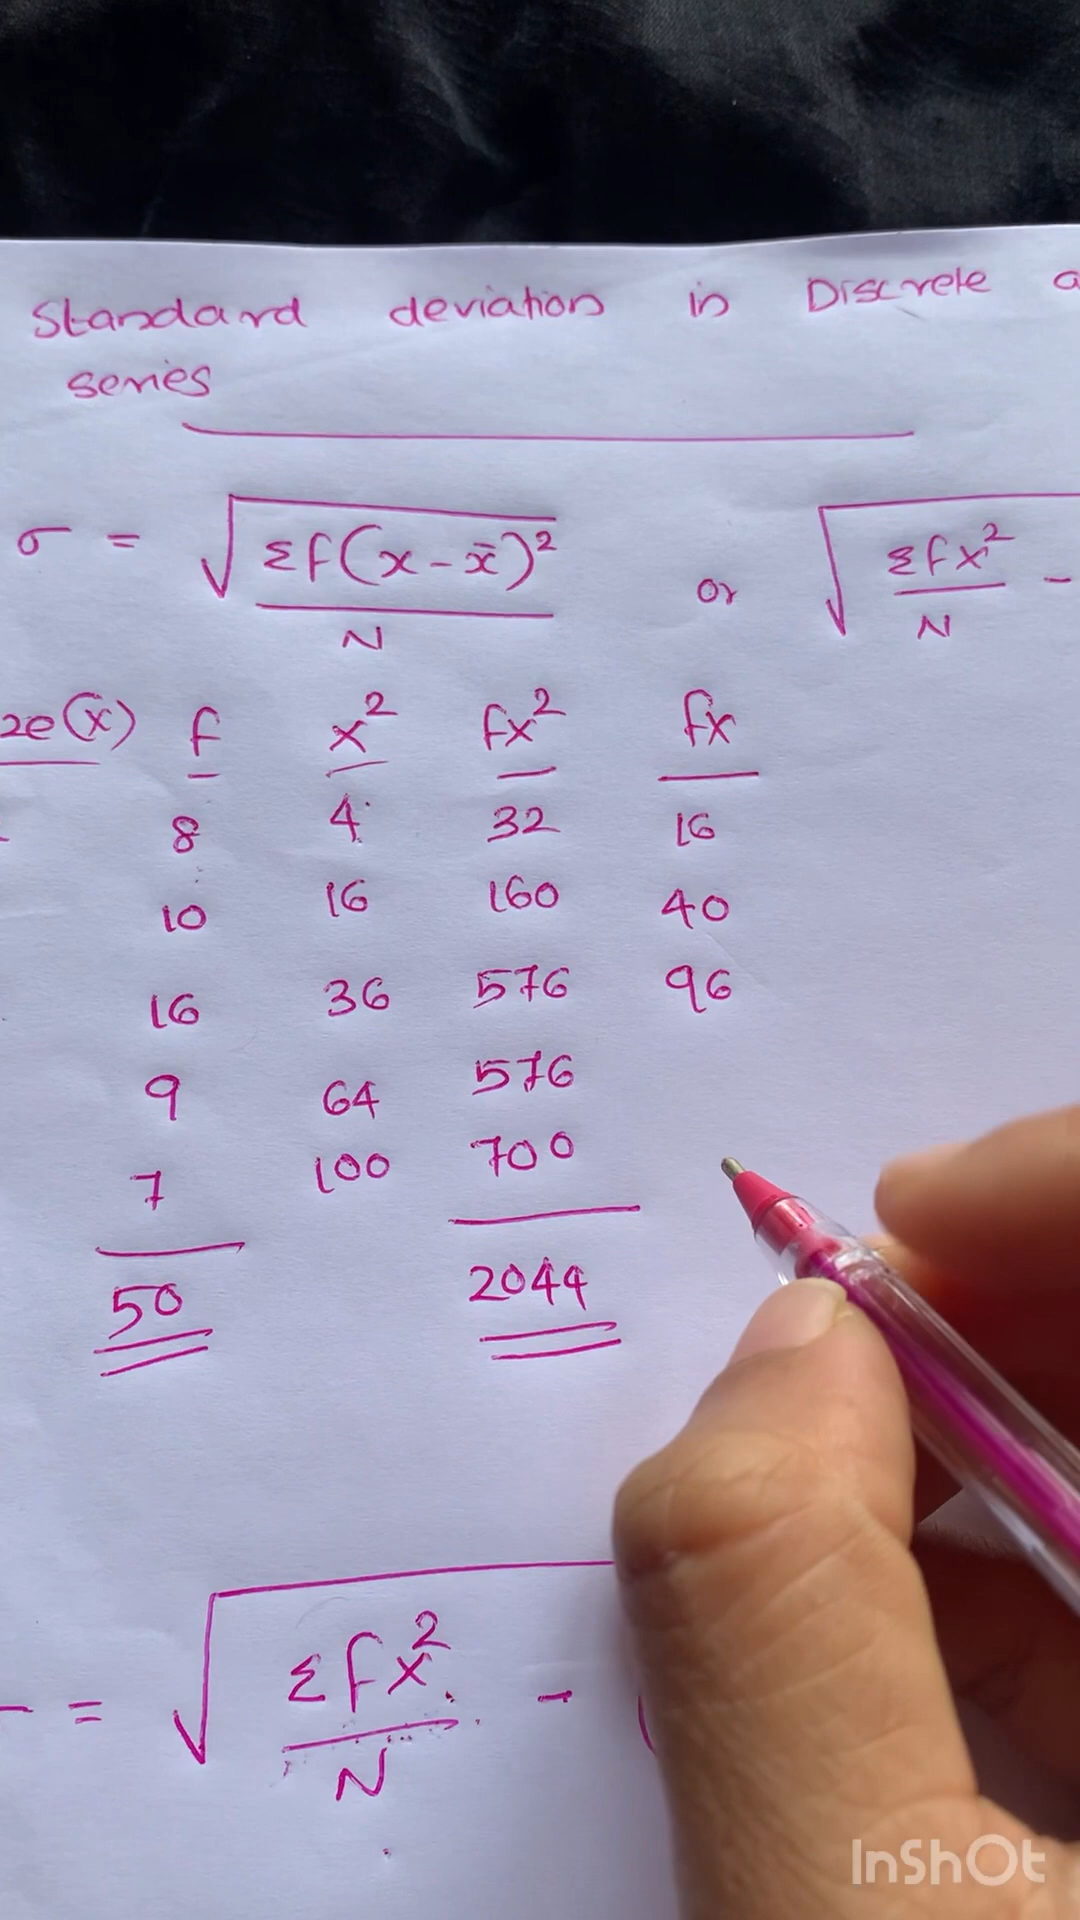 Standard deviation in Discrete a
series
σ = √ Σf(x-x̄)² or √ Σfx² -
N N
ze(x) f x² fx² fx
8 4 32 16
10 16 160 40
16 36 576 96
9 64 576
7 100 700
50 2044
= √ Σfx² - (
N
InShOt